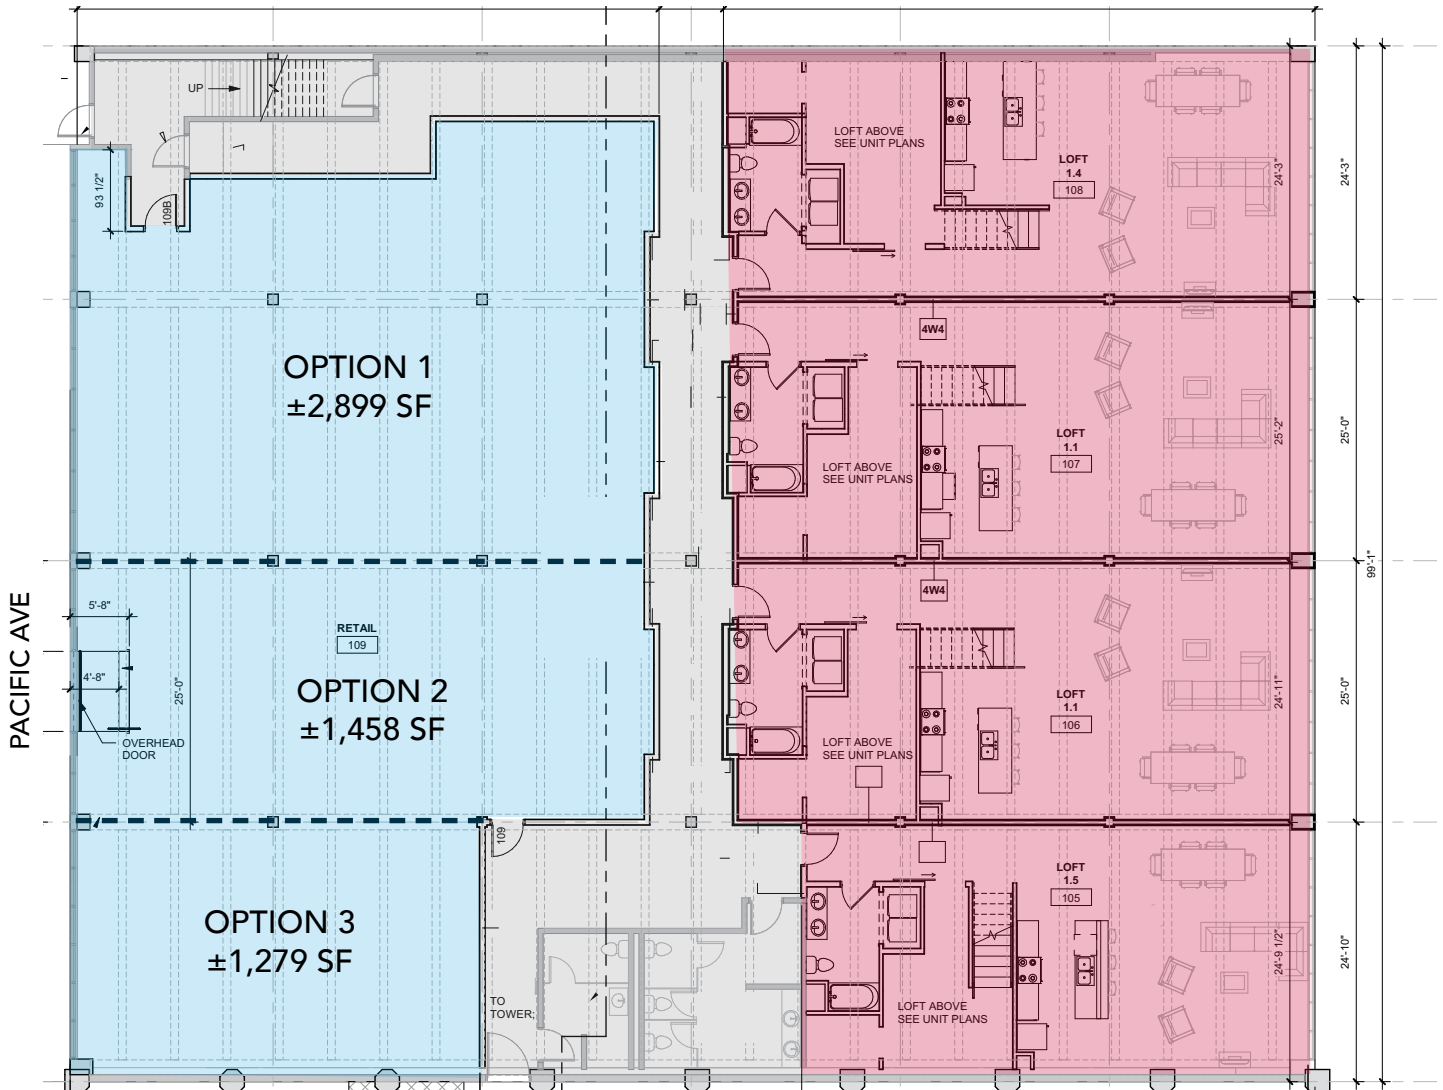 UP
93 1/2"
109B
LOFT ABOVE
SEE UNIT PLANS
LOFT
1.4
108
24'-3"
24'-3"
OPTION 1
±2,899 SF
4W4
LOFT ABOVE
SEE UNIT PLANS
LOFT
1.1
107
25'-2"
25'-0"
99'-1"
PACIFIC AVE
5'-8"
4'-8"
OVERHEAD
DOOR
25'-0"
RETAIL
109
OPTION 2
±1,458 SF
4W4
LOFT ABOVE
SEE UNIT PLANS
LOFT
1.1
106
24'-11"
25'-0"
109
OPTION 3
±1,279 SF
TO
TOWER;
LOFT ABOVE
SEE UNIT PLANS
LOFT
1.5
105
24'-9 1/2"
24'-10"